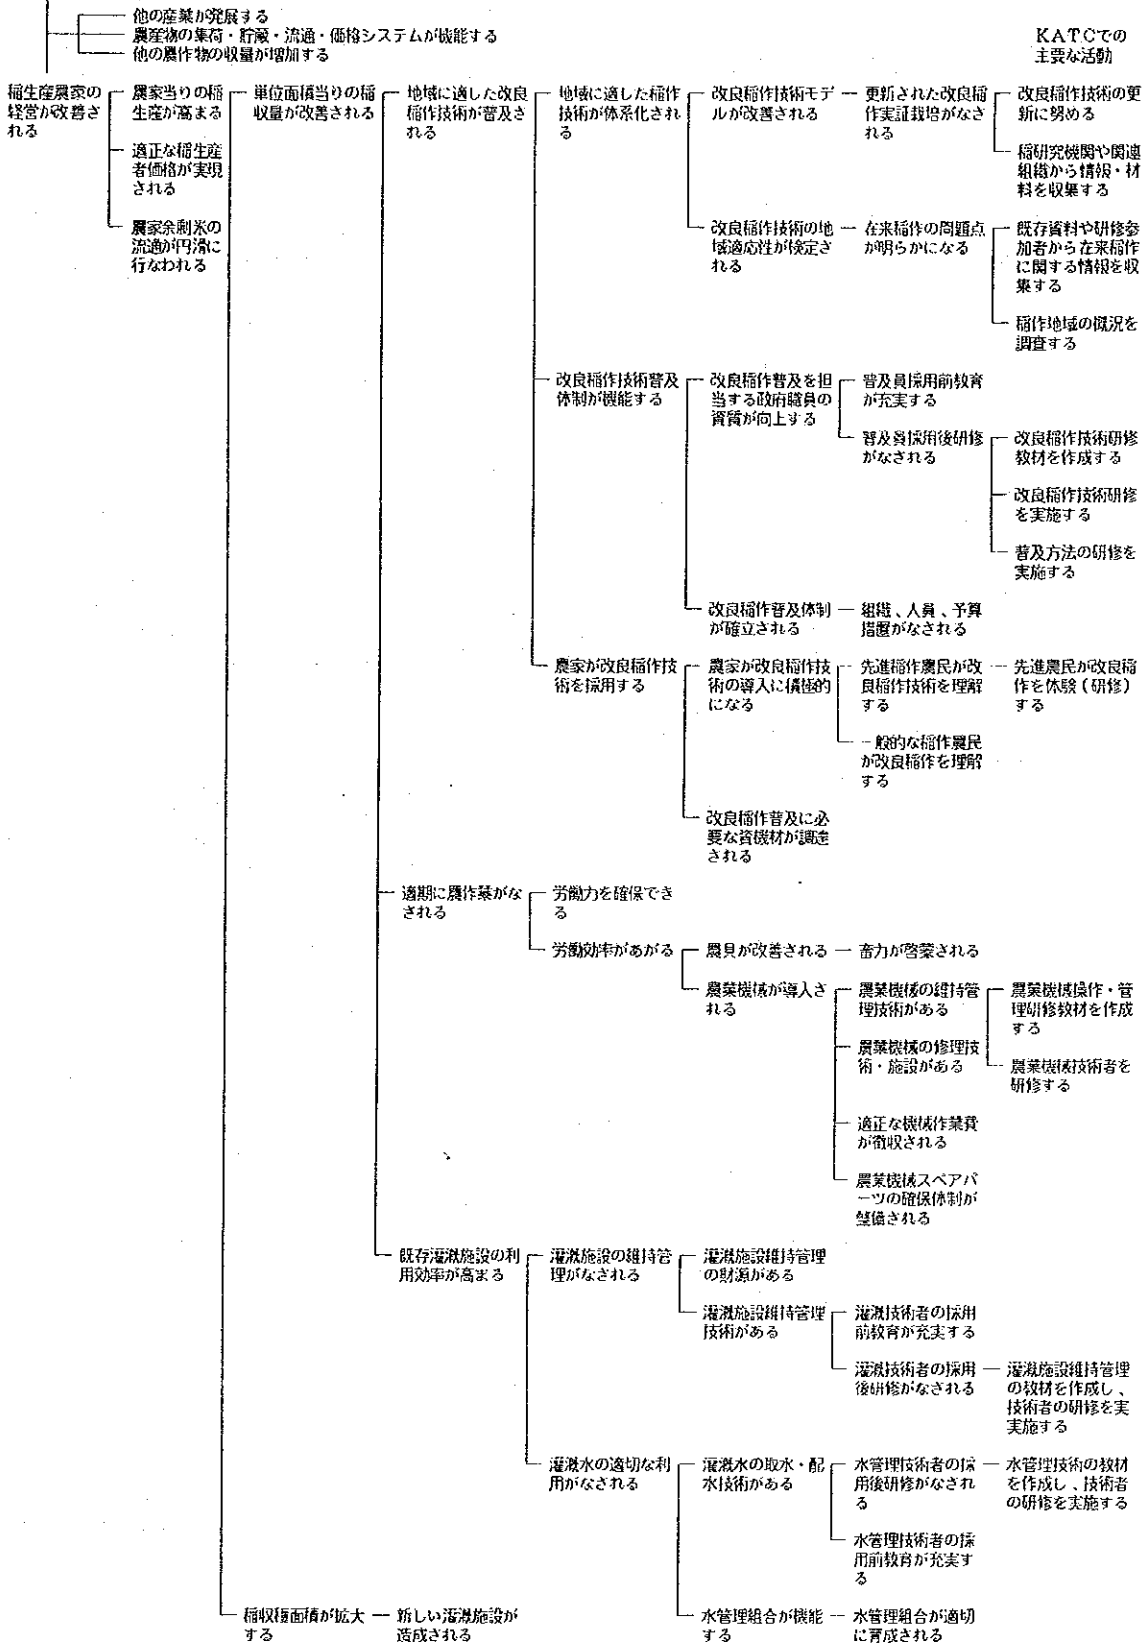 他の産業が発展する
農産物の集荷・貯蔵・流通・価格システムが機能する
他の農作物の収量が増加する
KATCでの
主要な活動
稲生産農家の
経営が改善さ
れる
農家当りの稲
生産が高まる
適正な稲生産
者価格が実現
される
農家余剰米の
流通が円滑に
行なわれる
単位面積当りの稲
収量が改善される
地域に適した改良
稲作技術が普及さ
れる
地域に適した稲作
技術が体系化され
る
改良稲作技術モデ
ルが改善される
更新された改良稲
作実証栽培がなさ
れる
改良稲作技術の更
新に努める
稲研究機関や関連
組織から情報・材
料を収集する
改良稲作技術の地
域適応性が検定さ
れる
在来稲作の問題点
が明らかになる
既存資料や研修参
加者から在来稲作
に関する情報を収
集する
稲作地域の概況を
調査する
改良稲作技術普及
体制が機能する
改良稲作普及を担
当する政府職員の
資質が向上する
普及員採用前教育
が充実する
普及員採用後研修
がなされる
改良稲作技術研修
教材を作成する
改良稲作技術研修
を実施する
普及方法の研修を
実施する
改良稲作普及体制
が確立される
組織、人員、予算
措置がなされる
農家が改良稲作技
術を採用する
農家が改良稲作技
術の導入に積極的
になる
先進稲作農民が改
良稲作技術を理解
する
先進農民が改良稲
作を体験(研修)
する
一般的な稲作農民
が改良稲作を理解
する
改良稲作普及に必
要な資機材が調達
される
適期に農作業がな
される
労働力を確保でき
る
労働効率があがる
農具が改善される
畜力が啓蒙される
農業機械が導入さ
れる
農業機械の維持管
理技術がある
農業機械操作・管
理研修教材を作成
する
農業機械の修理技
術・施設がある
農業機械技術者を
研修する
適正な機械作業費
が徴収される
農業機械スペアパ
ーツの確保体制が
整備される
既存灌漑施設の利
用効率が高まる
灌漑施設の維持管
理がなされる
灌漑施設維持管理
の財源がある
灌漑施設維持管理
技術がある
灌漑技術者の採用
前教育が充実する
灌漑技術者の採用
後研修がなされる
灌漑施設維持管理
の教材を作成し、
技術者の研修を実
実施する
灌漑水の適切な利
用がなされる
灌漑水の取水・配
水技術がある
水管理技術者の採
用後研修がなされ
る
水管理技術の教材
を作成し、技術者
の研修を実施する
水管理技術者の採
用前教育が充実す
る
稲収穫面積が拡大
する
新しい灌漑施設が
造成される
水管理組合が機能
する
水管理組合が適切
に育成される